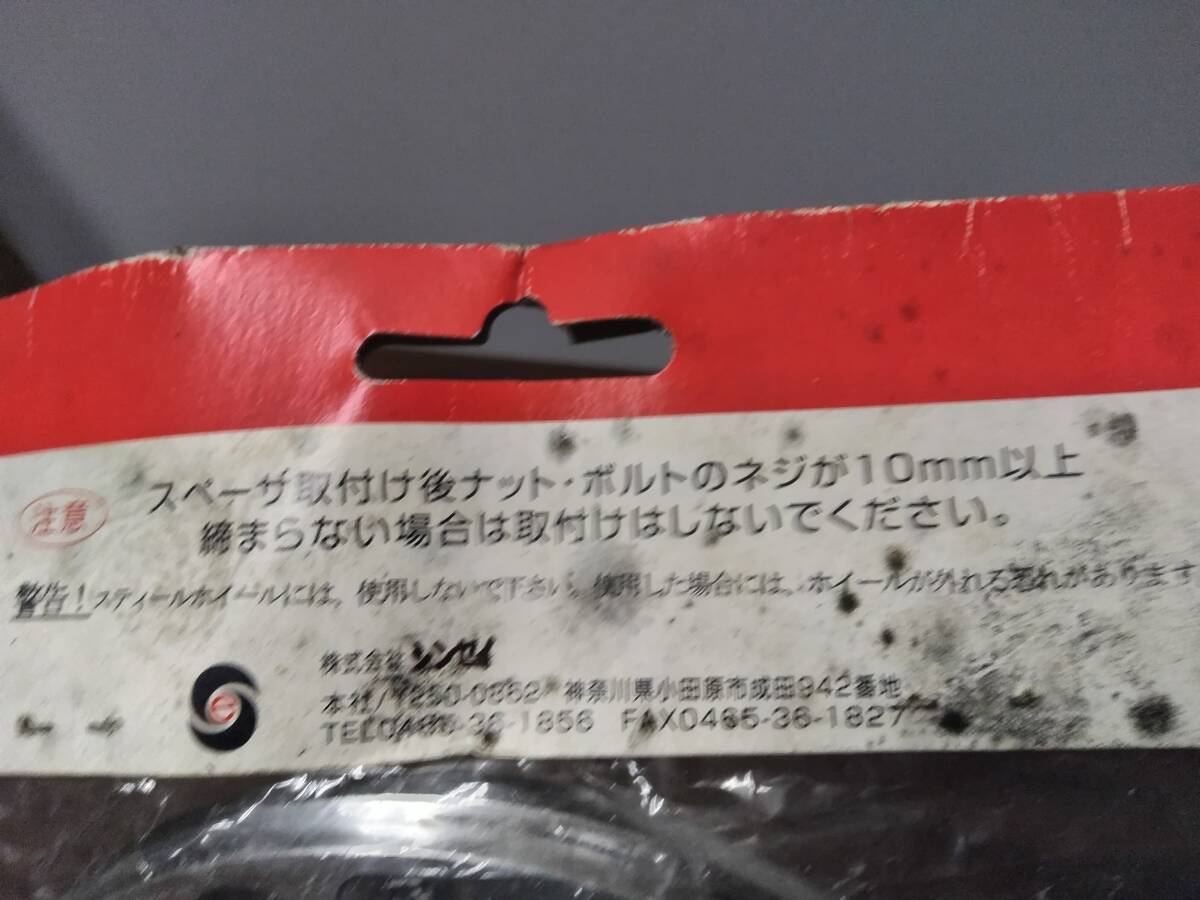 注意
スペーサ取付け後ナット・ボルトのネジが10mm以上
締まらない場合は取付けはしないでください。
警告！スティールホイールには、使用しないで下さい。使用した場合には、ホイールが外れる恐れがあります
株式会社
本社/〒250-0862 神奈川県小田原市成田942番地
TEL0465-36-1856 FAX0465-36-1827